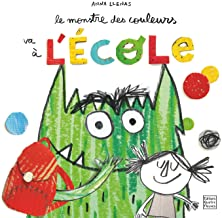 ANNA LLENAS
le monstre des couleurs
va à L'ÉCOLE